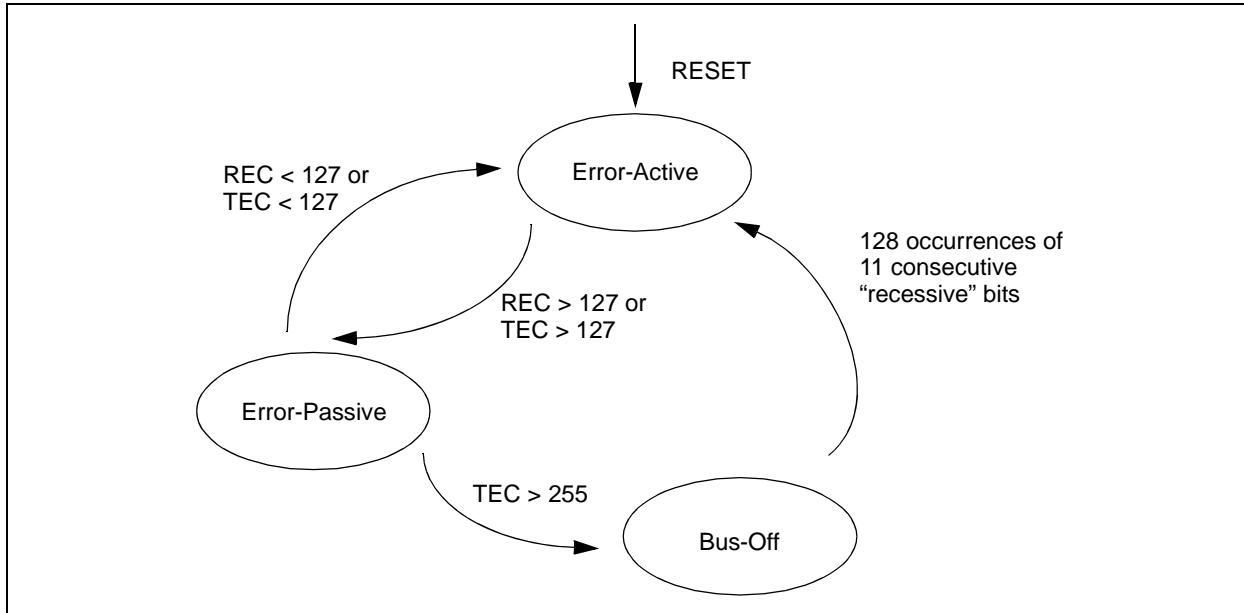 RESET
Error-Active
REC < 127 or
TEC < 127
128 occurrences of
11 consecutive
“recessive” bits
REC > 127 or
TEC > 127
Error-Passive
TEC > 255
Bus-Off